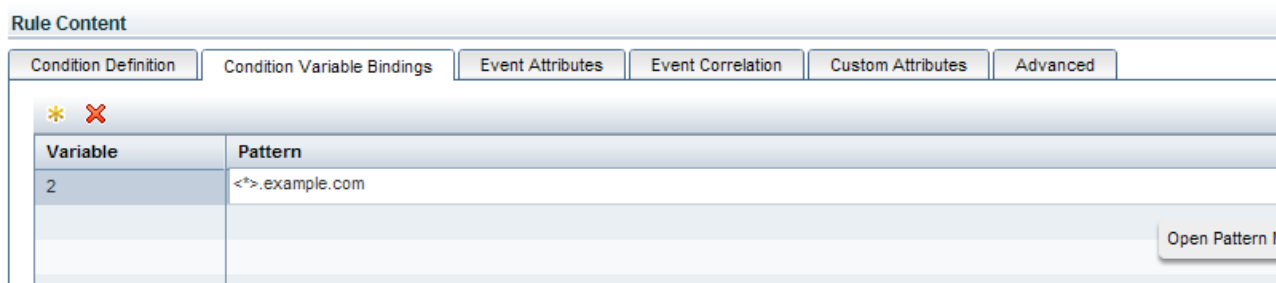 Rule Content
Condition Definition Condition Variable Bindings Event Attributes Event Correlation Custom Attributes Advanced
Variable Pattern
2 <*>.example.com
Open Pattern